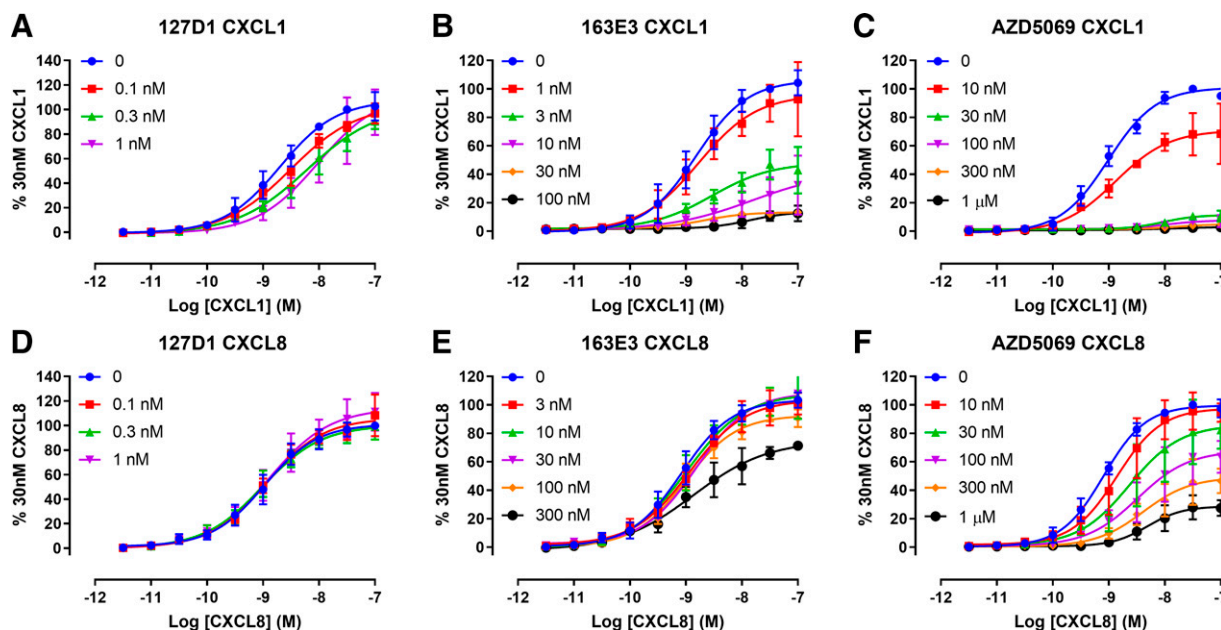 A
127D1 CXCL1
% 30nM CXCL1
140
120
100
80
60
40
20
0
0
0.1 nM
0.3 nM
1 nM
-12 -11 -10 -9 -8 -7
Log [CXCL1] (M)
B
163E3 CXCL1
% 30nM CXCL1
120
100
80
60
40
20
0
0
1 nM
3 nM
10 nM
30 nM
100 nM
-12 -11 -10 -9 -8 -7
Log [CXCL1] (M)
C
AZD5069 CXCL1
% 30nM CXCL1
120
100
80
60
40
20
0
0
10 nM
30 nM
100 nM
300 nM
1 μM
-12 -11 -10 -9 -8 -7
Log [CXCL1] (M)
D
127D1 CXCL8
% 30nM CXCL8
140
120
100
80
60
40
20
0
0
0.1 nM
0.3 nM
1 nM
-12 -11 -10 -9 -8 -7
Log [CXCL8] (M)
E
163E3 CXCL8
% 30nM CXCL8
120
100
80
60
40
20
0
0
3 nM
10 nM
30 nM
100 nM
300 nM
-12 -11 -10 -9 -8 -7
Log [CXCL8] (M)
F
AZD5069 CXCL8
% 30nM CXCL8
120
100
80
60
40
20
0
0
10 nM
30 nM
100 nM
300 nM
1 μM
-12 -11 -10 -9 -8 -7
Log [CXCL8] (M)